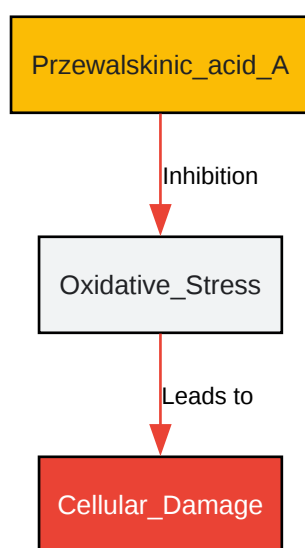 Przewalskinic_acid_A
Inhibition
Oxidative_Stress
Leads to
Cellular_Damage